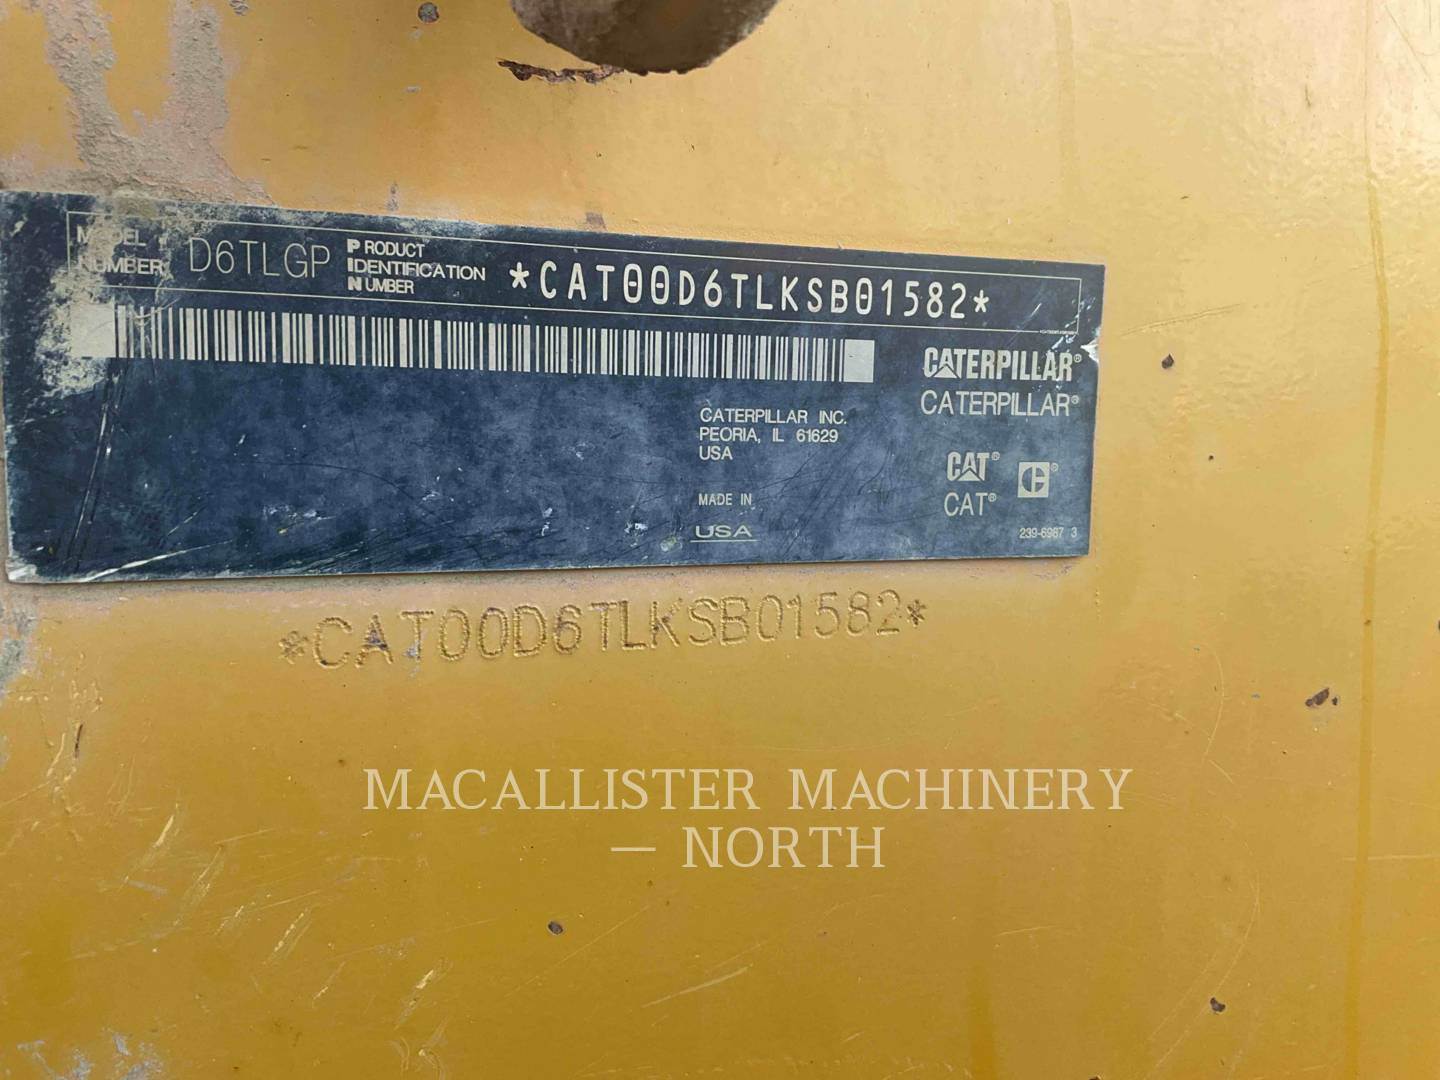 MODEL NUMBER D6TLGP PRODUCT IDENTIFICATION NUMBER *CAT00D6TLKSB01582*
CATERPILLAR®
CATERPILLAR®
CATERPILLAR INC.
PEORIA, IL 61629
USA
CAT®
CAT®
MADE IN
USA
239-6987 3
*CAT00D6TLKSB01582*
MACALLISTER MACHINERY
— NORTH